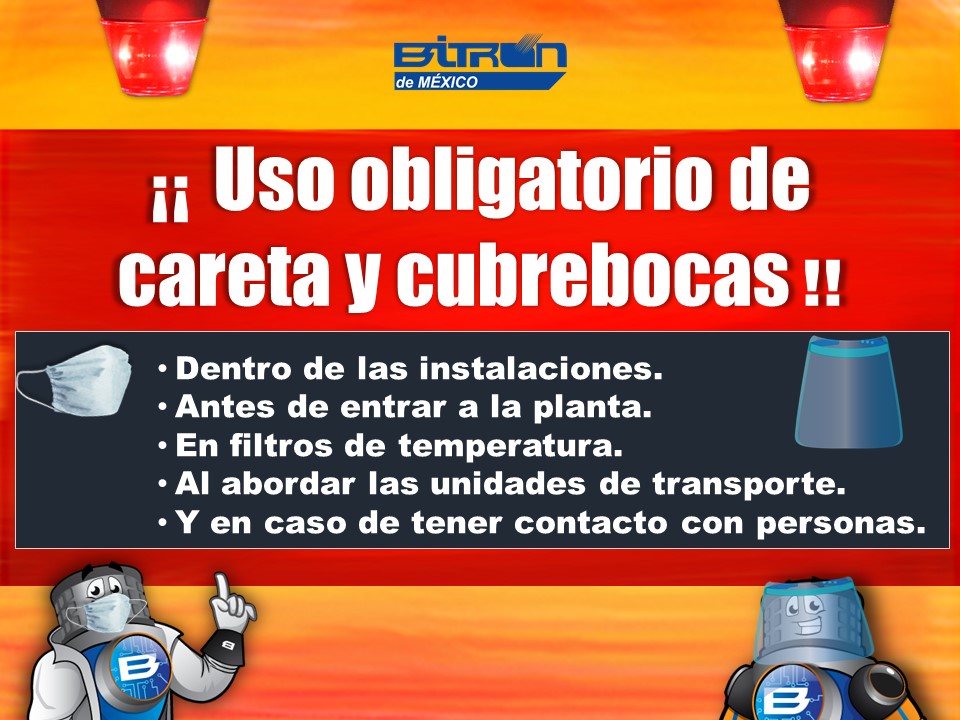 BITRON
de MÉXICO
¡¡ Uso obligatorio de
careta y cubrebocas !!
• Dentro de las instalaciones.
• Antes de entrar a la planta.
• En filtros de temperatura.
• Al abordar las unidades de transporte.
• Y en caso de tener contacto con personas.
B
B
B